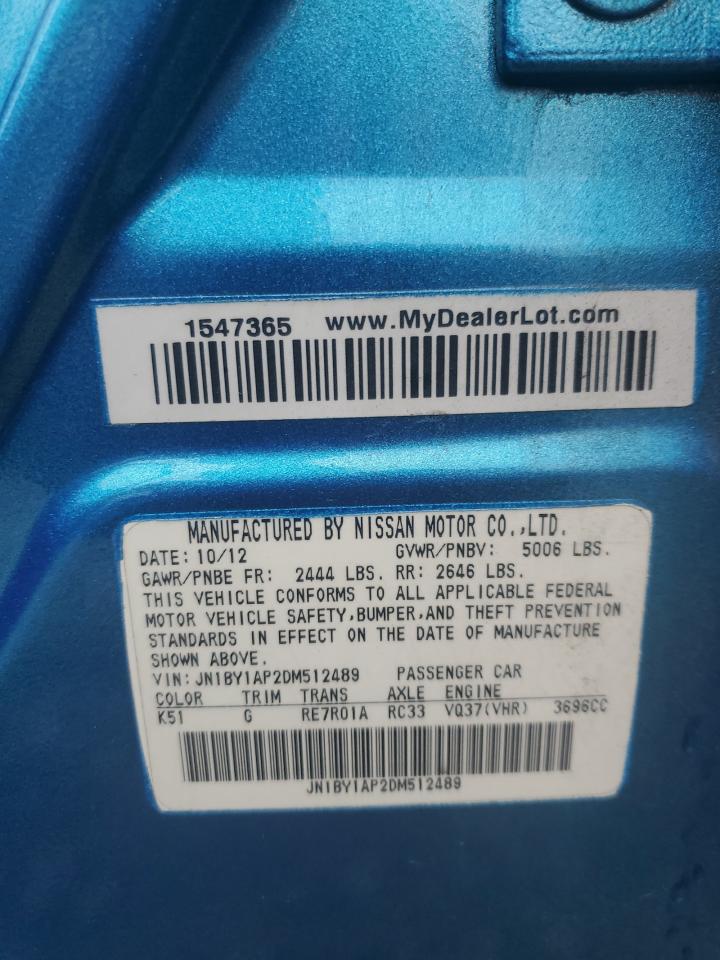 1547365 www.MyDealerLot.com
MANUFACTURED BY NISSAN MOTOR CO.,LTD.
DATE: 10/12 GVWR/PNBV: 5006 LBS.
GAWR/PNBE FR: 2444 LBS. RR: 2646 LBS.
THIS VEHICLE CONFORMS TO ALL APPLICABLE FEDERAL
MOTOR VEHICLE SAFETY,BUMPER,AND THEFT PREVENTION
STANDARDS IN EFFECT ON THE DATE OF MANUFACTURE
SHOWN ABOVE.
VIN: JN1BY1AP2DM512489 PASSENGER CAR
COLOR TRIM TRANS AXLE ENGINE
K51 G RE7R01A RC33 VQ37(VHR) 3696CC
JN1BY1AP2DM512489